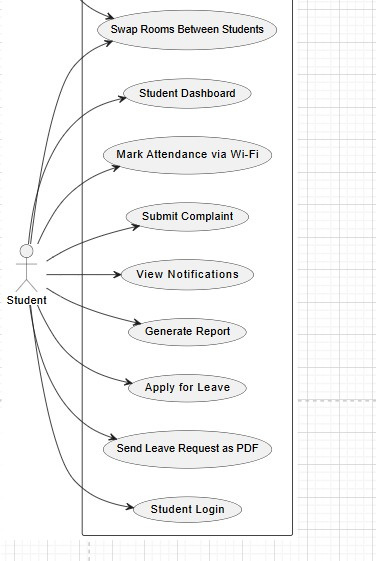 Swap Rooms Between Students
Student Dashboard
Mark Attendance via Wi-Fi
Submit Complaint
View Notifications
Student
Generate Report
Apply for Leave
Send Leave Request as PDF
Student Login